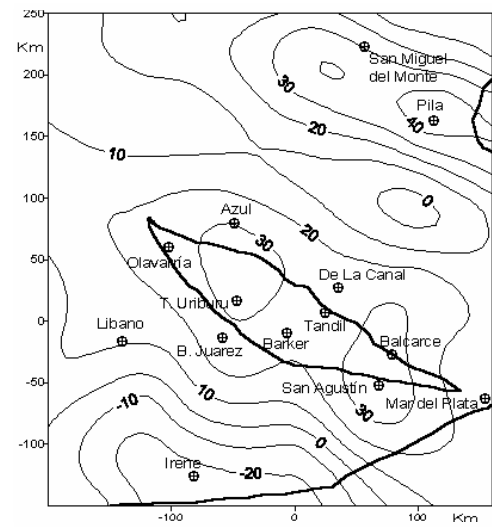 250
Km
200
150
100
50
0
-50
-100
-100
0
100
Km
San Miguel
del Monte
30
Pila
40
20
10
0
Azul
20
30
Olavarría
De La Canal
T. Uriburu
Tandil
Libano
B. Juarez
Barker
Balcarce
San Agustín
Mar del Plata
30
10
-10
0
Irene
-20